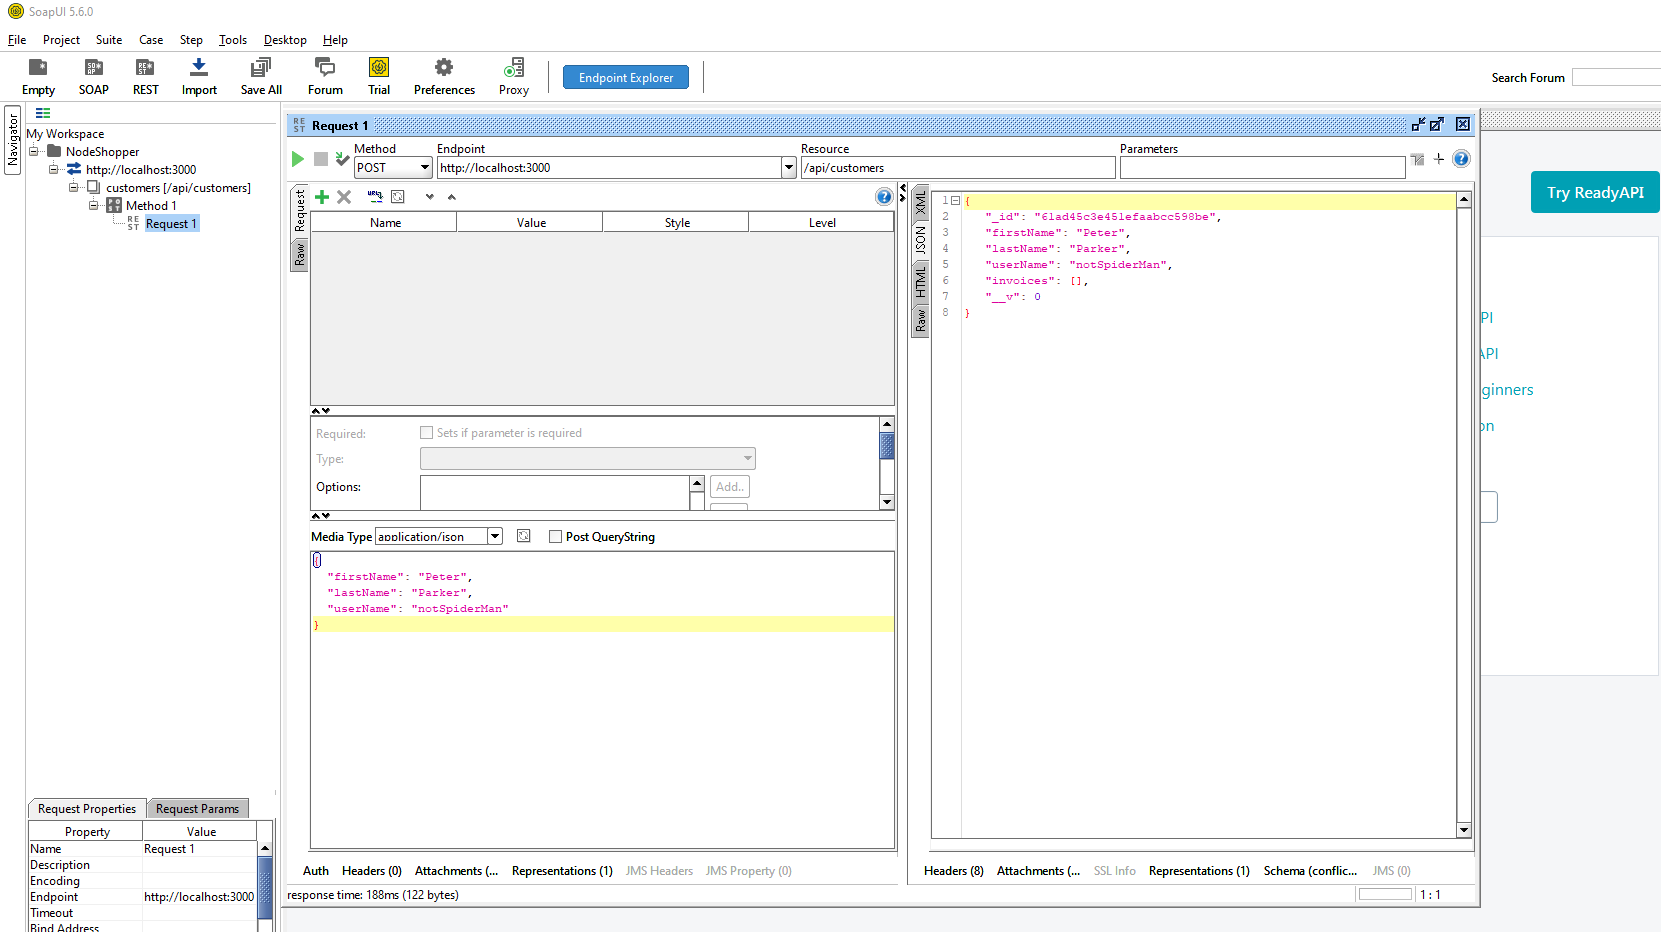 SoapUI 5.6.0
File Project Suite Case Step Tools Desktop Help
Empty SOAP REST Import Save All Forum Trial Preferences Proxy Endpoint Explorer Search Forum
Navigator
My Workspace
NodeShopper
http://localhost:3000
customers [/api/customers]
Method 1
Request 1
Request 1
Method Endpoint Resource Parameters
POST http://localhost:3000 /api/customers
Request
Raw
Name Value Style Level
Required: Sets if parameter is required
Type:
Options: Add..
Media Type application/json Post QueryString
{
"firstName": "Peter",
"lastName": "Parker",
"userName": "notSpiderMan"
}
Auth Headers (0) Attachments (... Representations (1) JMS Headers JMS Property (0)
XML
JSON
HTML
Raw
1 {
2 "_id": "61ad45c3e451efaabcc598be",
3 "firstName": "Peter",
4 "lastName": "Parker",
5 "userName": "notSpiderMan",
6 "invoices": [],
7 "__v": 0
8 }
Headers (8) Attachments (... SSL Info Representations (1) Schema (conflic... JMS (0)
response time: 188ms (122 bytes) 1 : 1
Try ReadyAPI
PI
API
ginners
on
Request Properties Request Params
Property Value
Name Request 1
Description
Encoding
Endpoint http://localhost:3000
Timeout
Bind Address